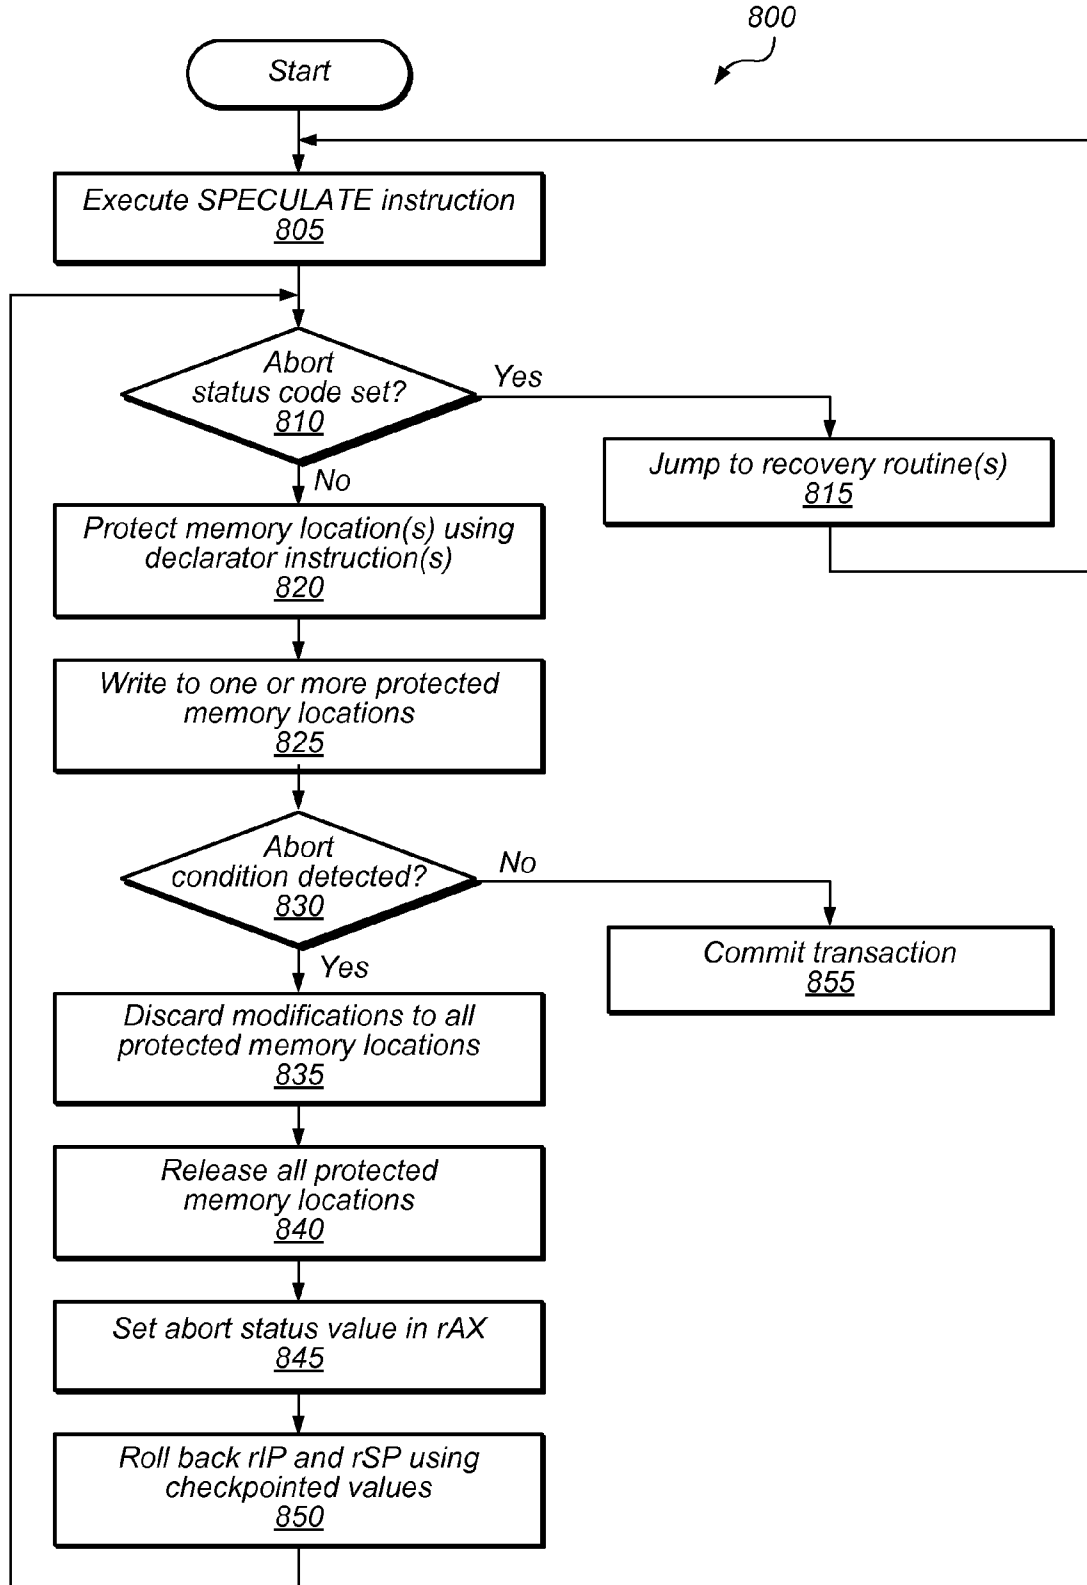 800
Start
Execute SPECULATE instruction
805
Abort
status code set?
810
Yes
No
Jump to recovery routine(s)
815
Protect memory location(s) using
declarator instruction(s)
820
Write to one or more protected
memory locations
825
Abort
condition detected?
830
No
Yes
Commit transaction
855
Discard modifications to all
protected memory locations
835
Release all protected
memory locations
840
Set abort status value in rAX
845
Roll back rIP and rSP using
checkpointed values
850